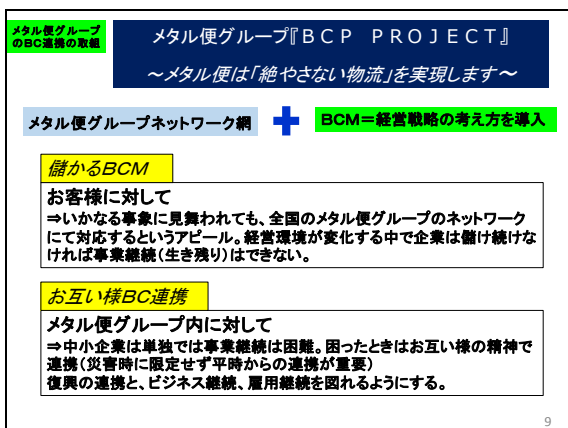 メタル便グループ
のBC連携の取組
メタル便グループ『BCP PROJECT』
～メタル便は「絶やさない物流」を実現します～
メタル便グループネットワーク網
BCM＝経営戦略の考え方を導入
儲かるBCM
お客様に対して
⇒いかなる事象に見舞われても、全国のメタル便グループのネットワーク
にて対応するというアピール。経営環境が変化する中で企業は儲け続けな
ければ事業継続（生き残り）はできない。
お互い様BC連携
メタル便グループ内に対して
⇒中小企業は単独では事業継続は困難。困ったときはお互い様の精神で
連携（災害時に限定せず平時からの連携が重要）
復興の連携と、ビジネス継続、雇用継続を図れるようにする。
9